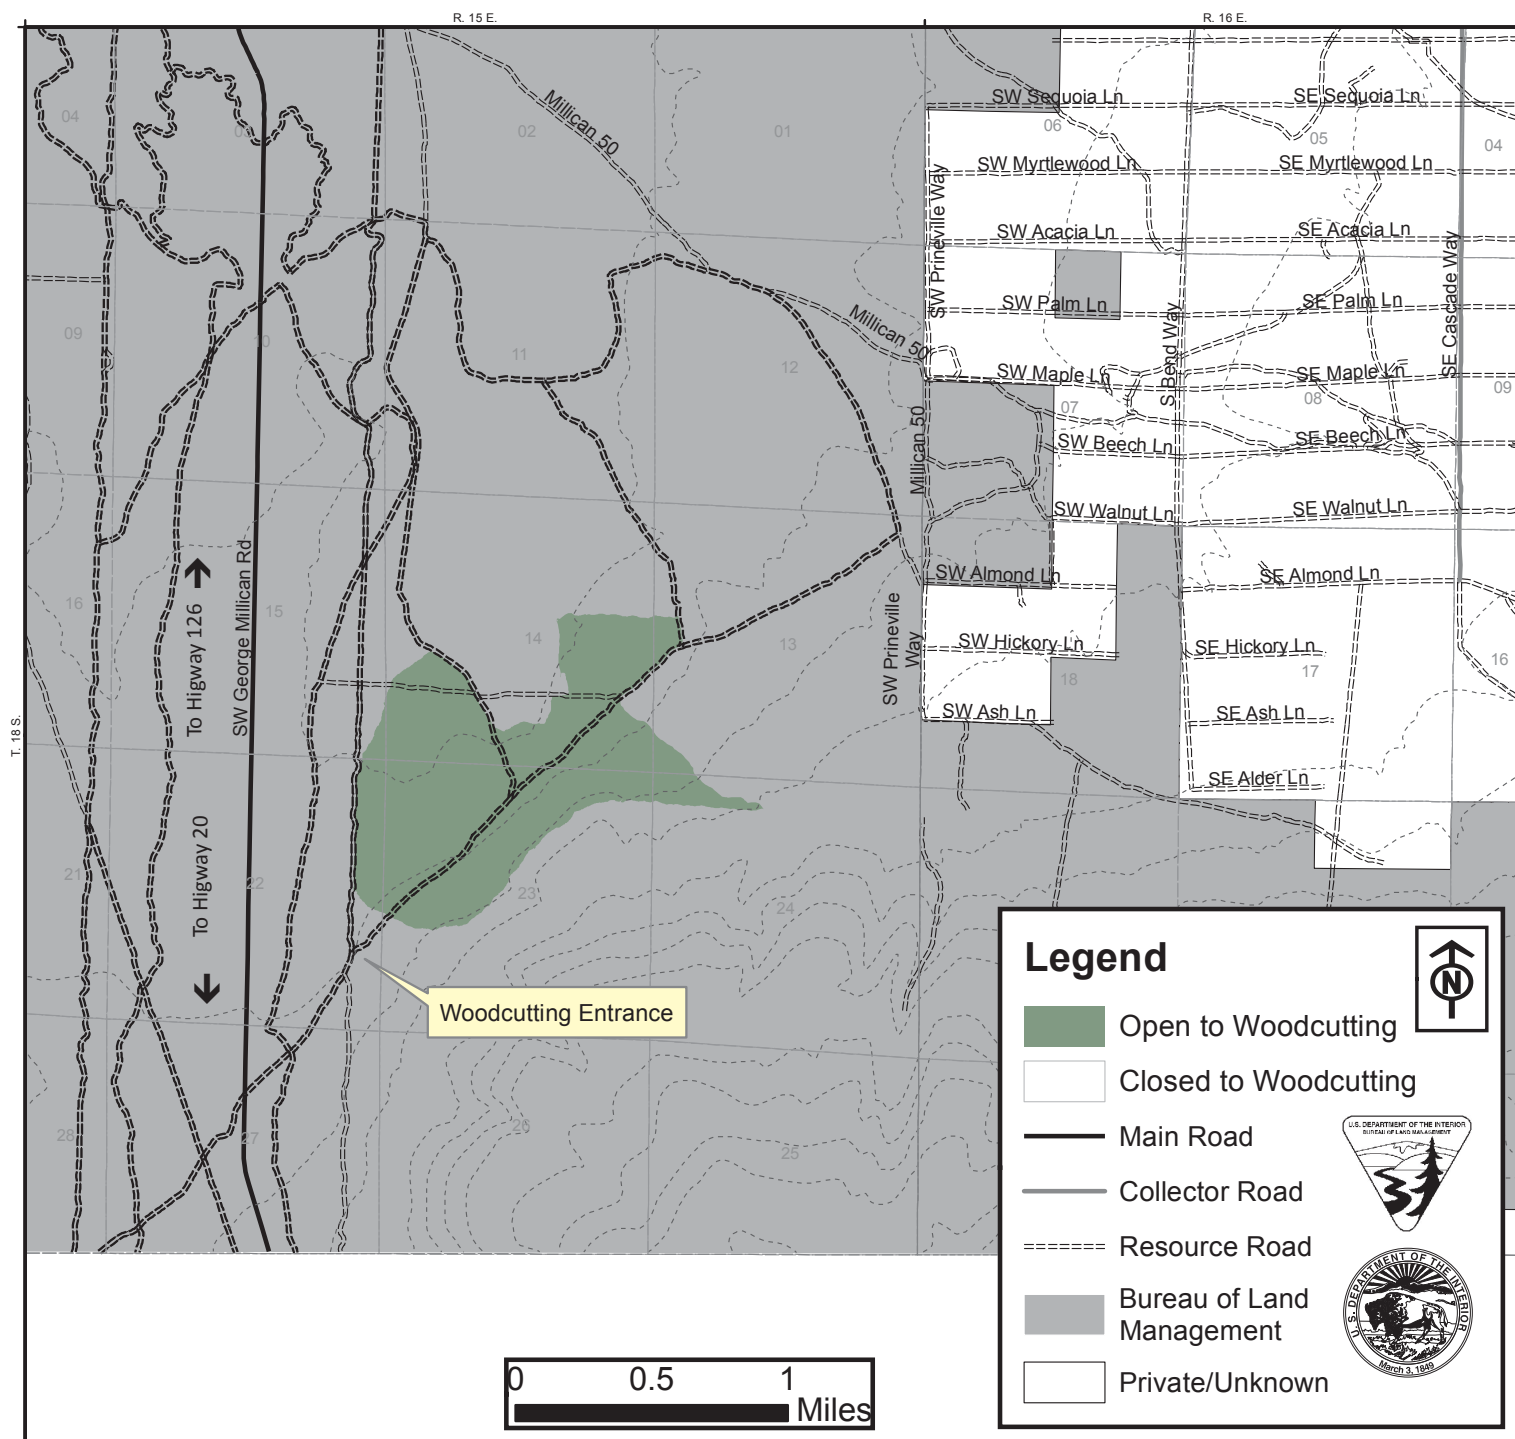 R. 15 E.
R. 16 E.
T. 18 S.
04
03
02
01
06
05
04
Millican 50
SW Sequoia Ln
SE Sequoia Ln
SW Myrtlewood Ln
SE Myrtlewood Ln
SW Prineville Way
SW Acacia Ln
SE Acacia Ln
SE Cascade Way
09
10
11
12
Millican 50
SW Palm Ln
SE Palm Ln
S Bend Way
SW Maple Ln
SE Maple Ln
07
08
09
Millican 50
SW Beech Ln
SE Beech Ln
SW Walnut Ln
SE Walnut Ln
16
15
14
13
To Higway 126
SW George Millican Rd
SW Almond Ln
SE Almond Ln
SW Prineville
Way
SW Hickory Ln
SE Hickory Ln
18
17
16
SW Ash Ln
SE Ash Ln
SE Alder Ln
To Higway 20
21
22
23
24
Woodcutting Entrance
28
27
26
25
Legend
N
Open to Woodcutting
Closed to Woodcutting
Main Road
Collector Road
Resource Road
Bureau of Land
Management
Private/Unknown
U.S. DEPARTMENT OF THE INTERIOR
BUREAU OF LAND MANAGEMENT
U. S. DEPARTMENT OF THE INTERIOR
March 3, 1849
0 0.5 1
Miles